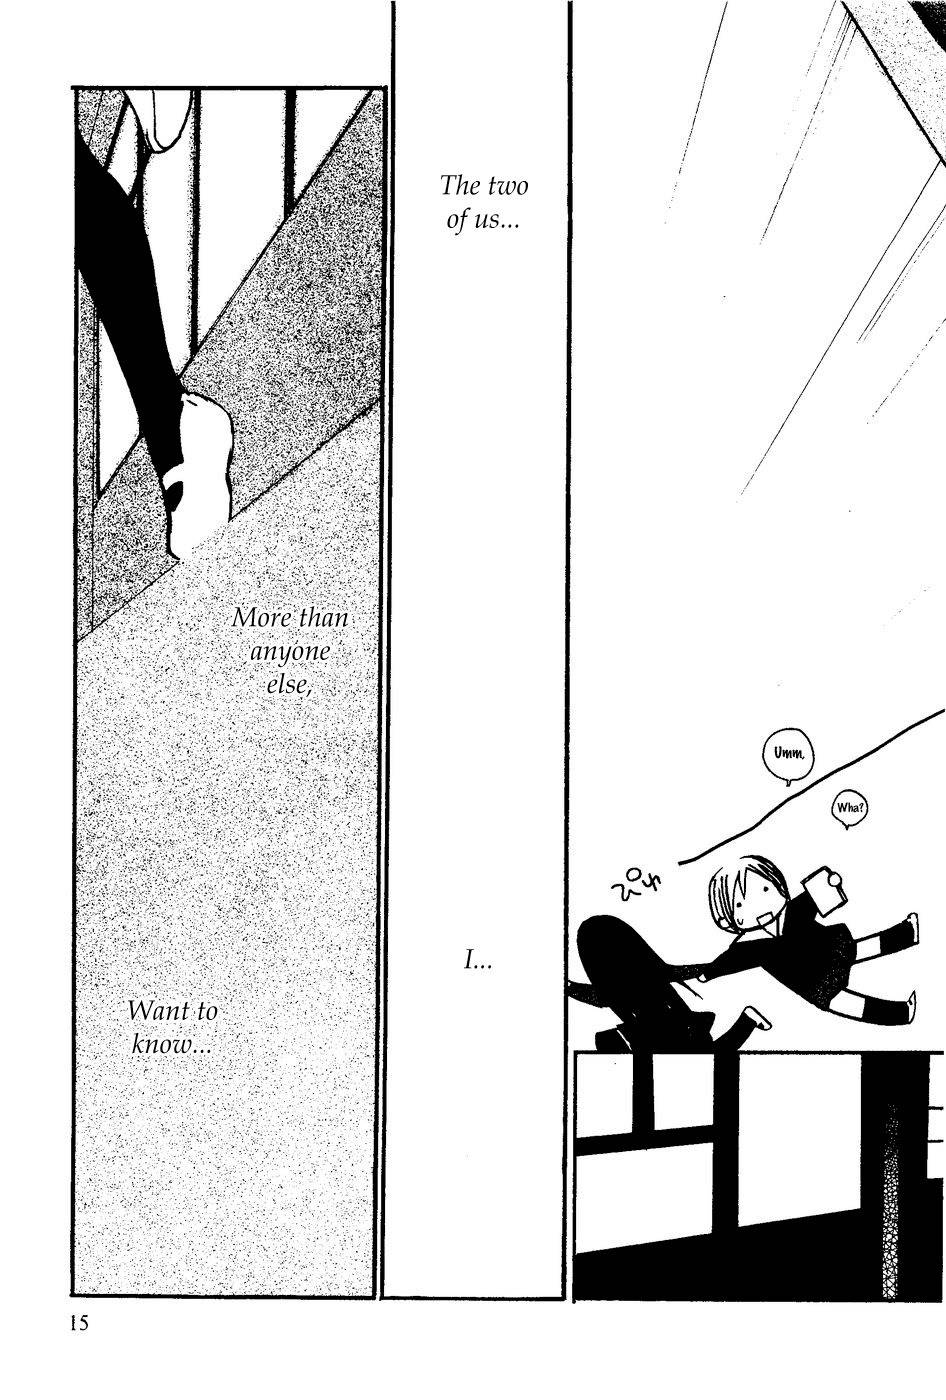 Umm,
Wha?
The two
of us...
I...
More than
anyone
else,
Want to
know...
15